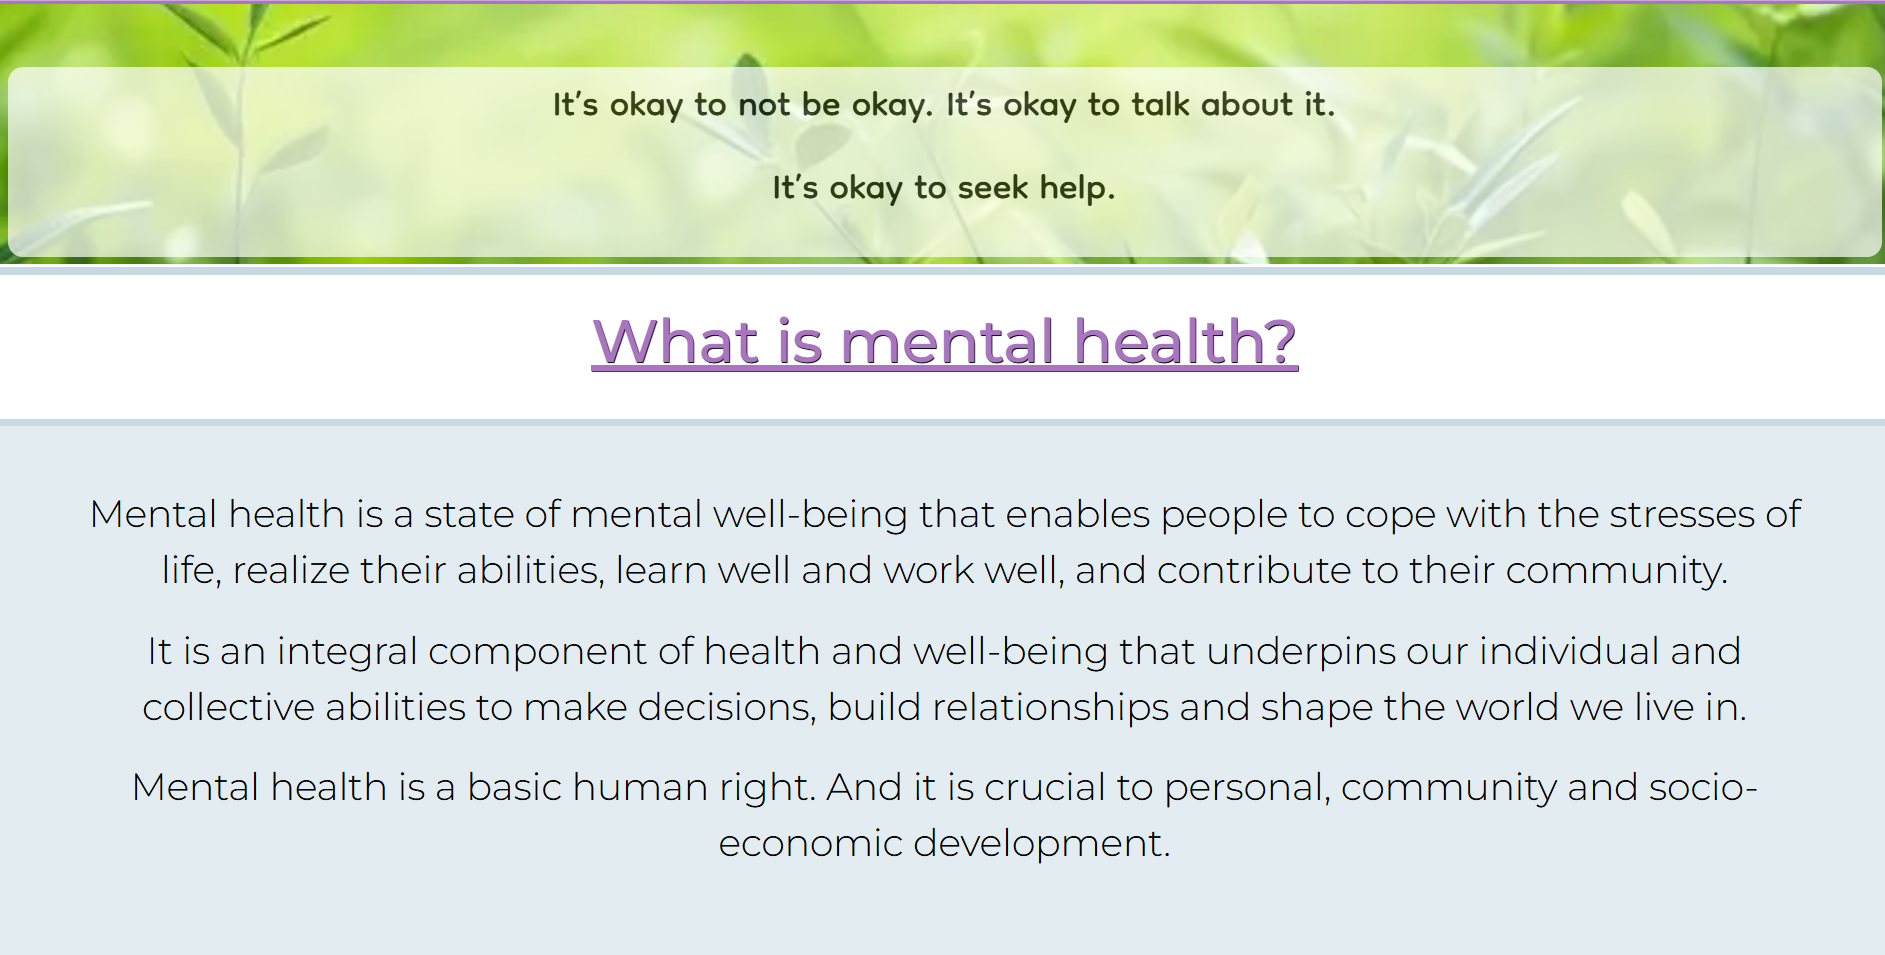 It's okay to not be okay. It's okay to talk about it.
It's okay to seek help.
What is mental health?
Mental health is a state of mental well-being that enables people to cope with the stresses of
life, realize their abilities, learn well and work well, and contribute to their community.
It is an integral component of health and well-being that underpins our individual and
collective abilities to make decisions, build relationships and shape the world we live in.
Mental health is a basic human right. And it is crucial to personal, community and socio-
economic development.